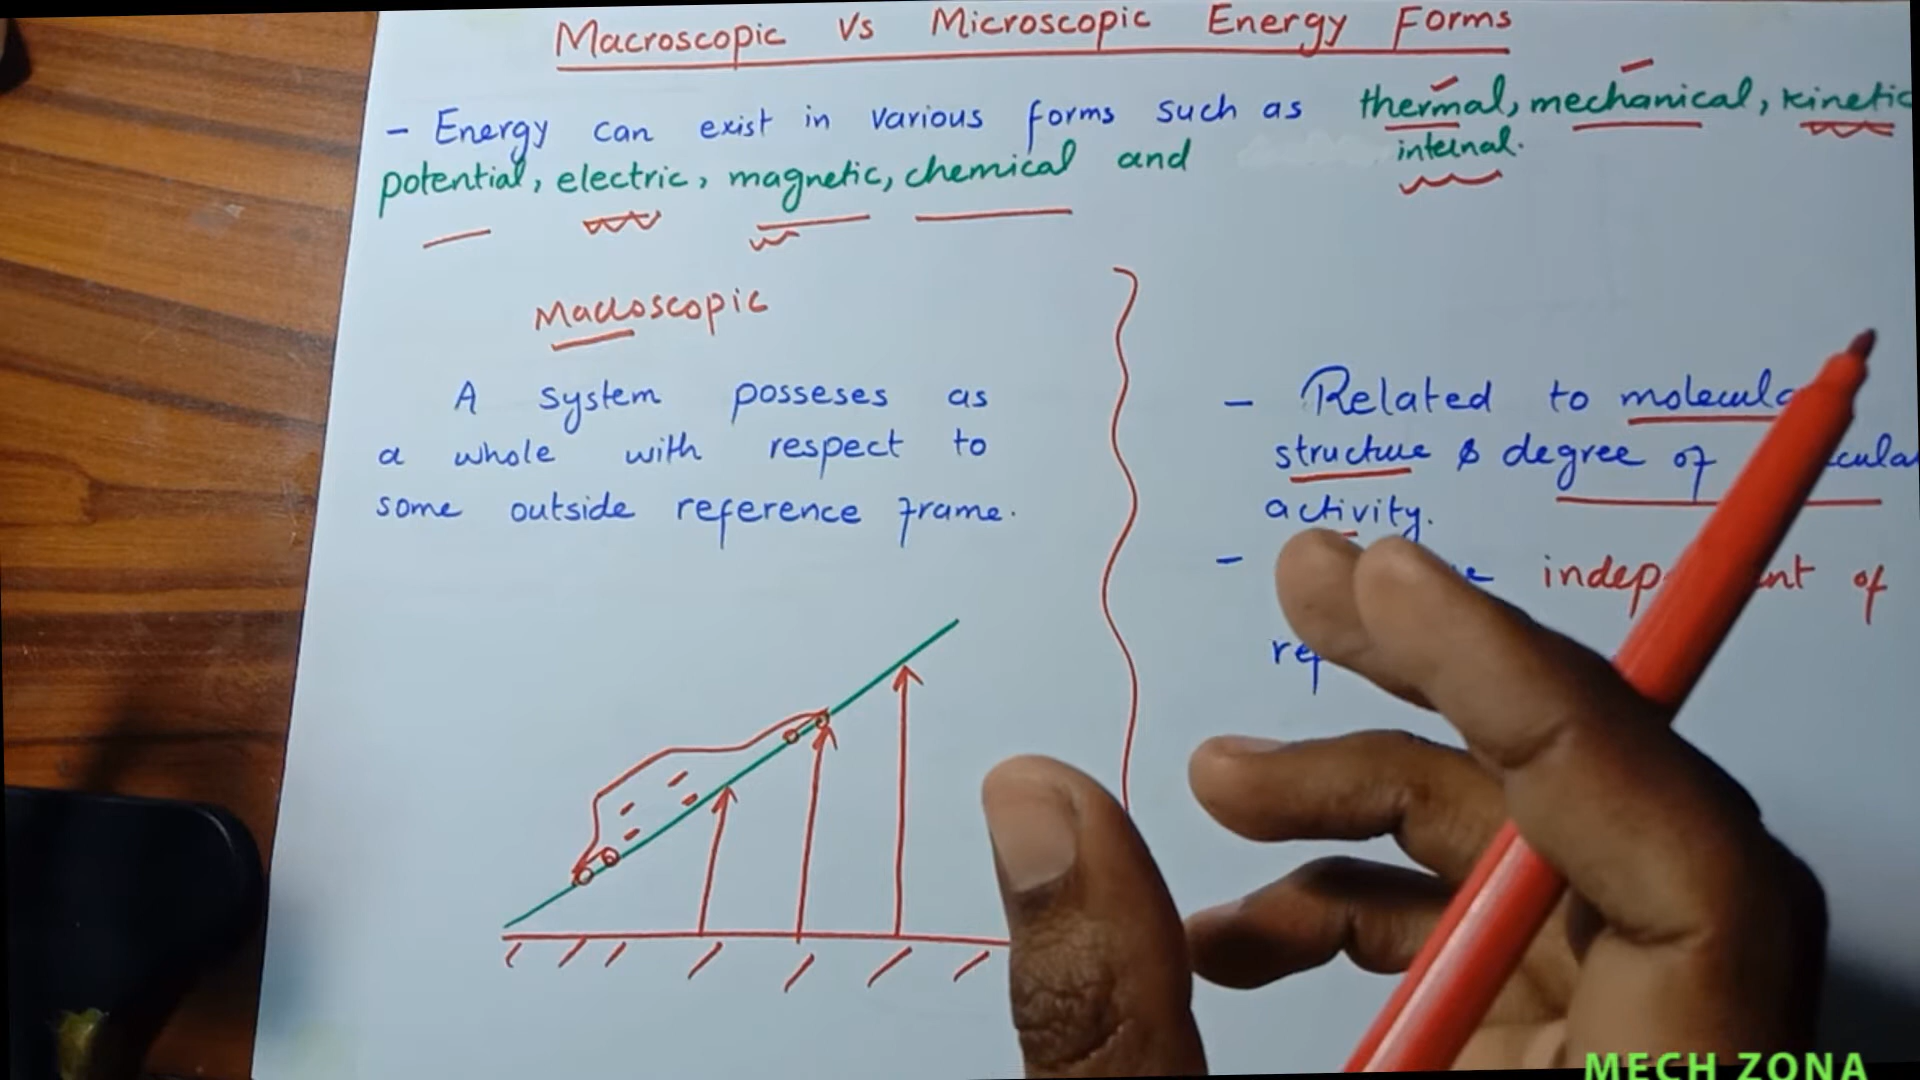 Macroscopic Vs Microscopic Energy Forms
- Energy can exist in various forms such as thermal, mechanical, kinetic
potential, electric, magnetic, chemical and internal.
Macroscopic
A system posseses as
a whole with respect to
some outside reference frame.
- Related to
structure & degree of
activity.
- of
MECH ZONA